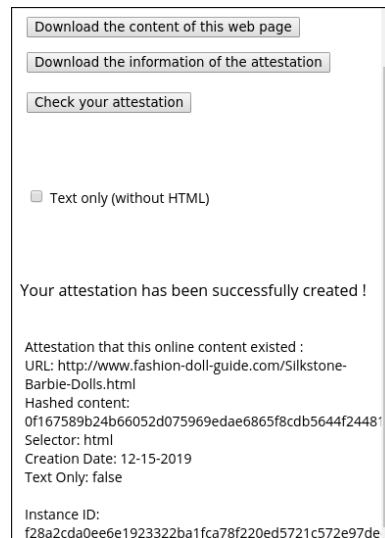 Download the content of this web page
Download the information of the attestation
Check your attestation
Text only (without HTML)
Your attestation has been successfully created !
Attestation that this online content existed :
URL: http://www.fashion-doll-guide.com/Silkstone-
Barbie-Dolls.html
Hashed content:
0f167589b24b66052d075969edae6865f8cdb5644f24481
Selector: html
Creation Date: 12-15-2019
Text Only: false
Instance ID:
f28a2cda0ee6e1923322ba1fca78f220ed5721c572e97de